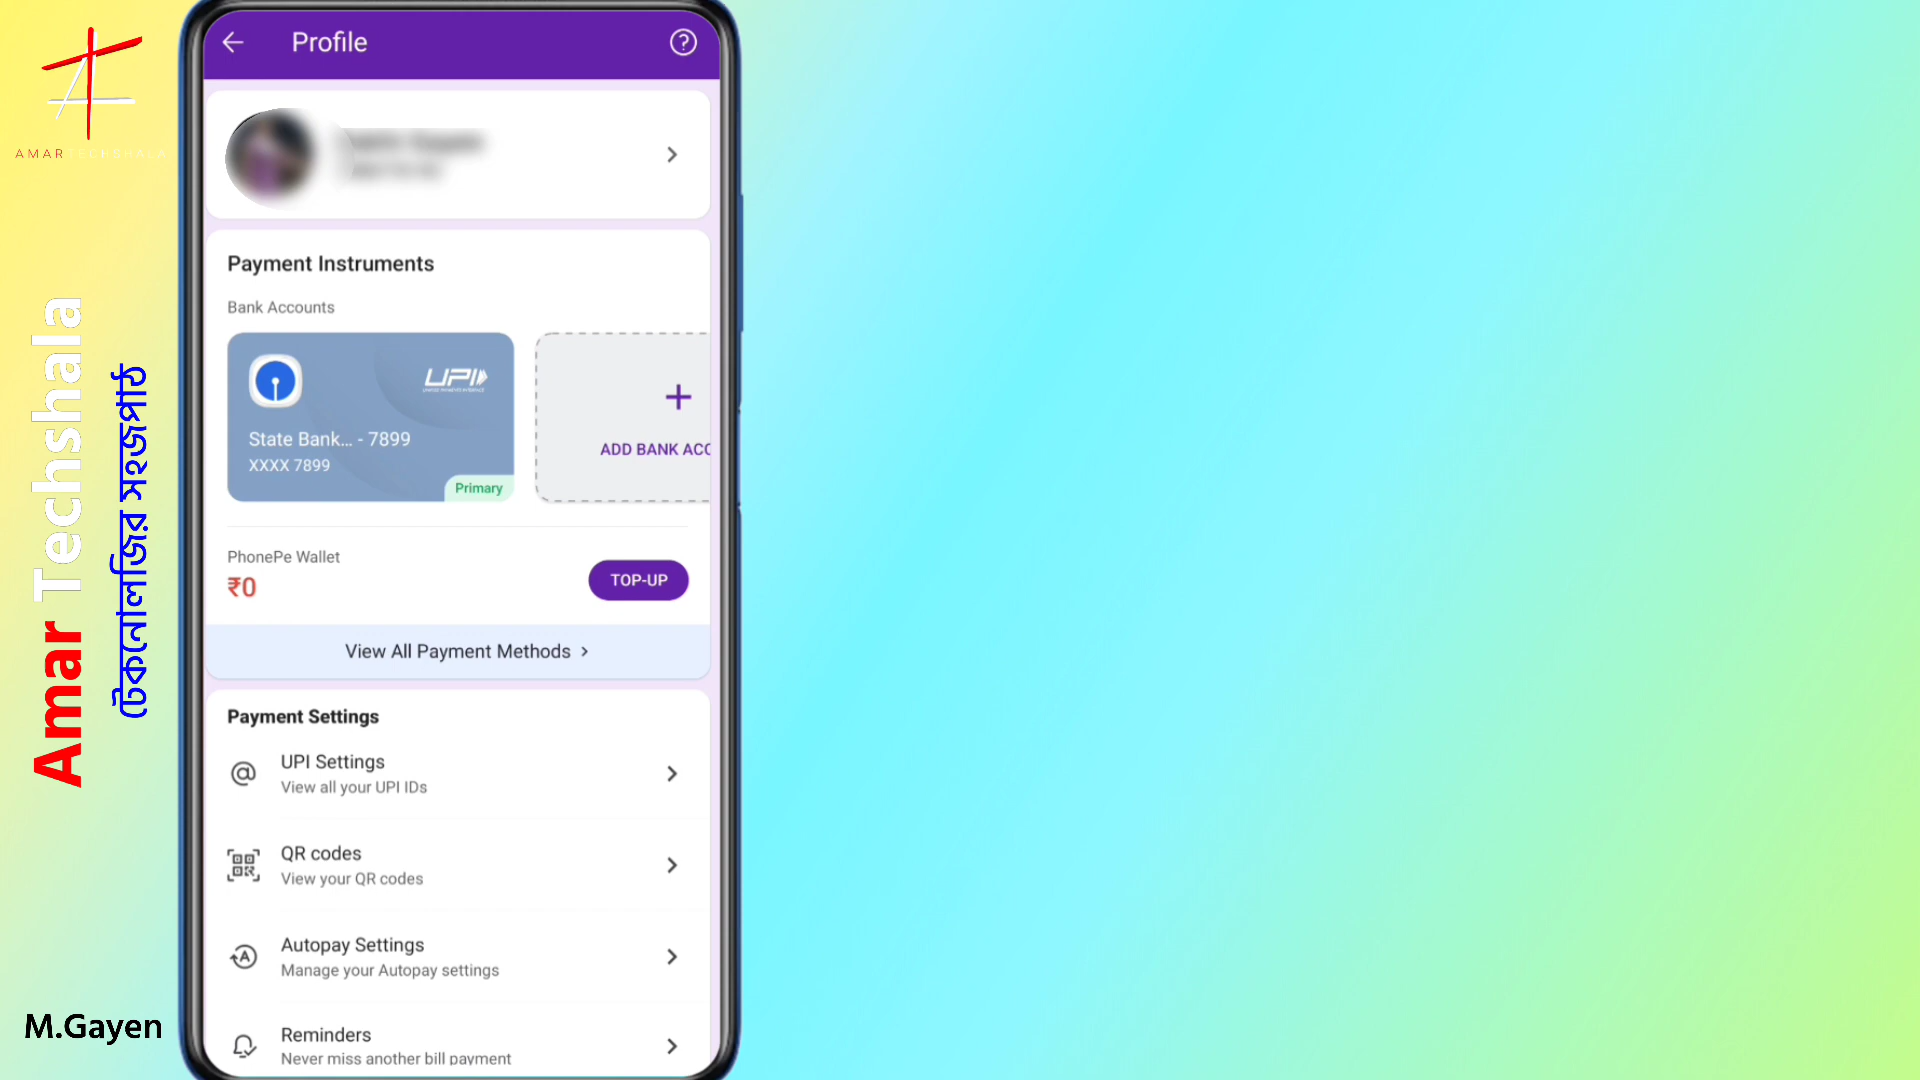 AMAR TECHSHALA
Amar Techshala
টেকনোলজির সহজপাঠ
M.Gayen
Profile
Payment Instruments
Bank Accounts
UPI
State Bank... - 7899
XXXX 7899
Primary
ADD BANK ACC
PhonePe Wallet
₹0
TOP-UP
View All Payment Methods
Payment Settings
UPI Settings
View all your UPI IDs
QR codes
View your QR codes
Autopay Settings
Manage your Autopay settings
Reminders
Never miss another bill payment